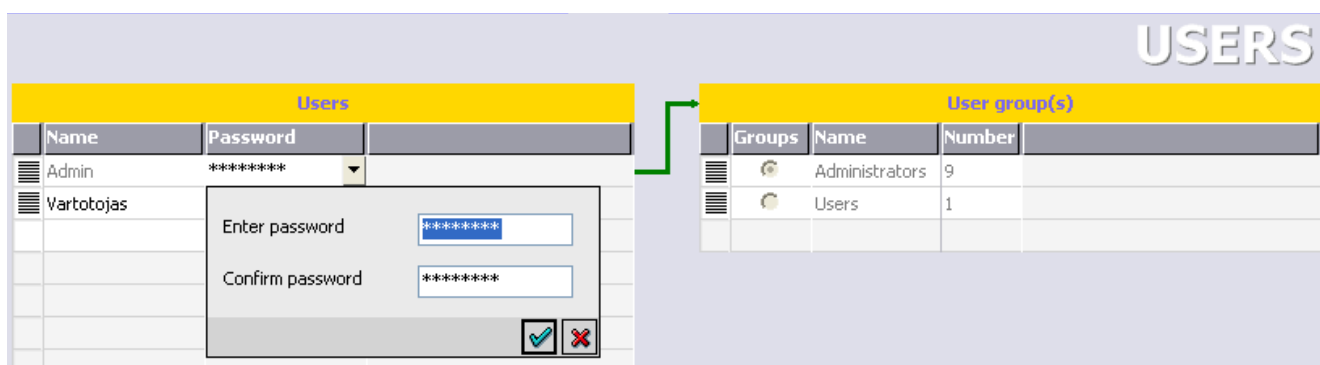 USERS
Users
User group(s)
Name Password
Groups Name Number
Admin ********
Administrators 9
Vartotojas
Users 1
Enter password ********
Confirm password ********